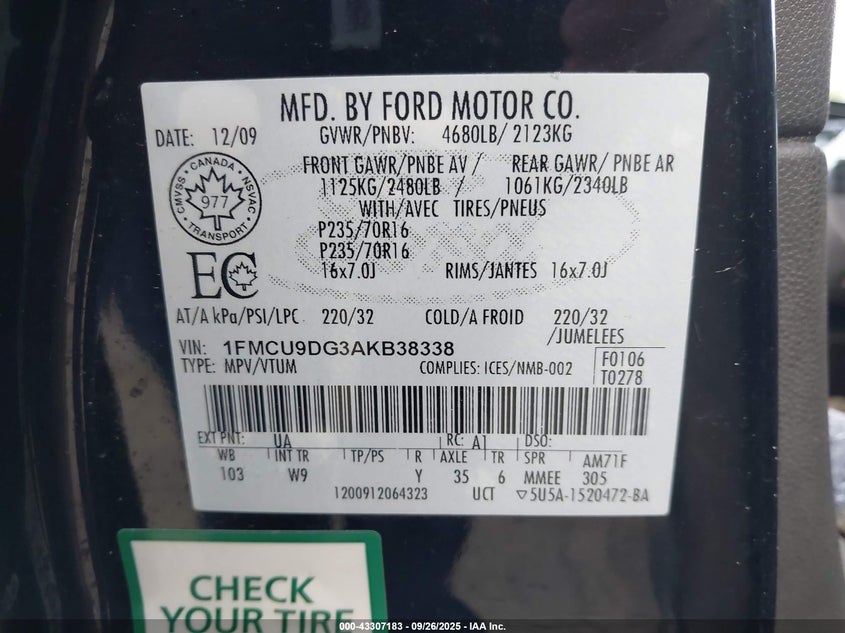 MFD. BY FORD MOTOR CO.
DATE: 12/09
GVWR/PNBV: 4680LB/ 2123KG
FRONT GAWR/PNBE AV / REAR GAWR/ PNBE AR
1125KG/2480LB / 1061KG/2340LB
WITH/AVEC TIRES/PNEUS
P235/70R16
P235/70R16
16x7.0J RIMS/JANTES 16x7.0J
CANADA
CMVSS NSVAC
977
TRANSPORT
EC
AT/A kPa/PSI/LPC 220/32 COLD/A FROID 220/32
/JUMELEES
VIN: 1FMCU9DG3AKB38338
TYPE: MPV/VTUM COMPLIES: ICES/NMB-002
F0106
T0278
EXT PNT: UA RC: A1 DSO:
WB INT TR TP/PS R AXLE TR SPR AM71F
103 W9 Y 35 6 MMEE 305
1200912064323 UCT 5U5A-1520472-BA
CHECK
YOUR TIRE
000-43307183 - 09/26/2025 - IAA Inc.